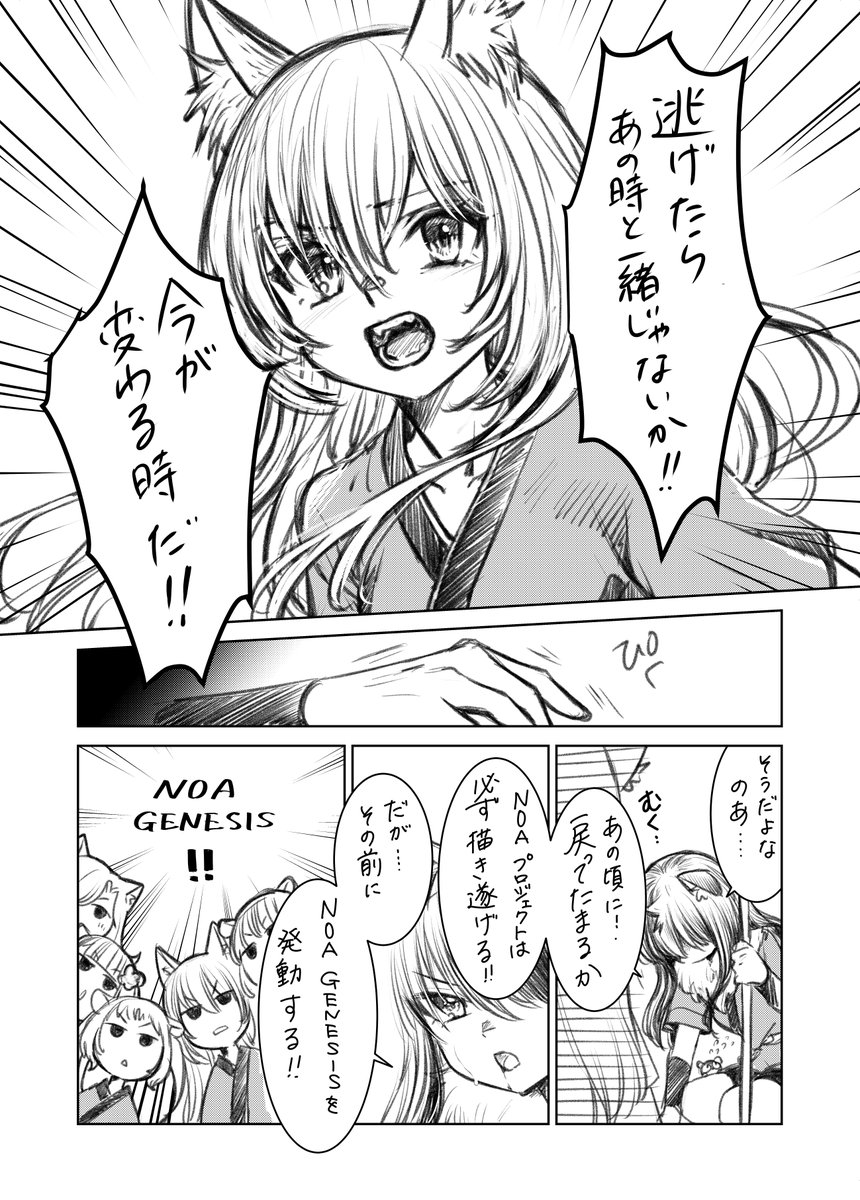 逃げたら
あの時と一緒じゃないか!!
今が
変わる時だ!!
ぴく
そうだよな
のあ…
むく…
あの頃に!…
戻ってたまるか
NOAプロジェクトは
必ず描き遂げる!!
だが…
その前に
NOA GENESISを
発動する!!
NOA
GENESIS
!!